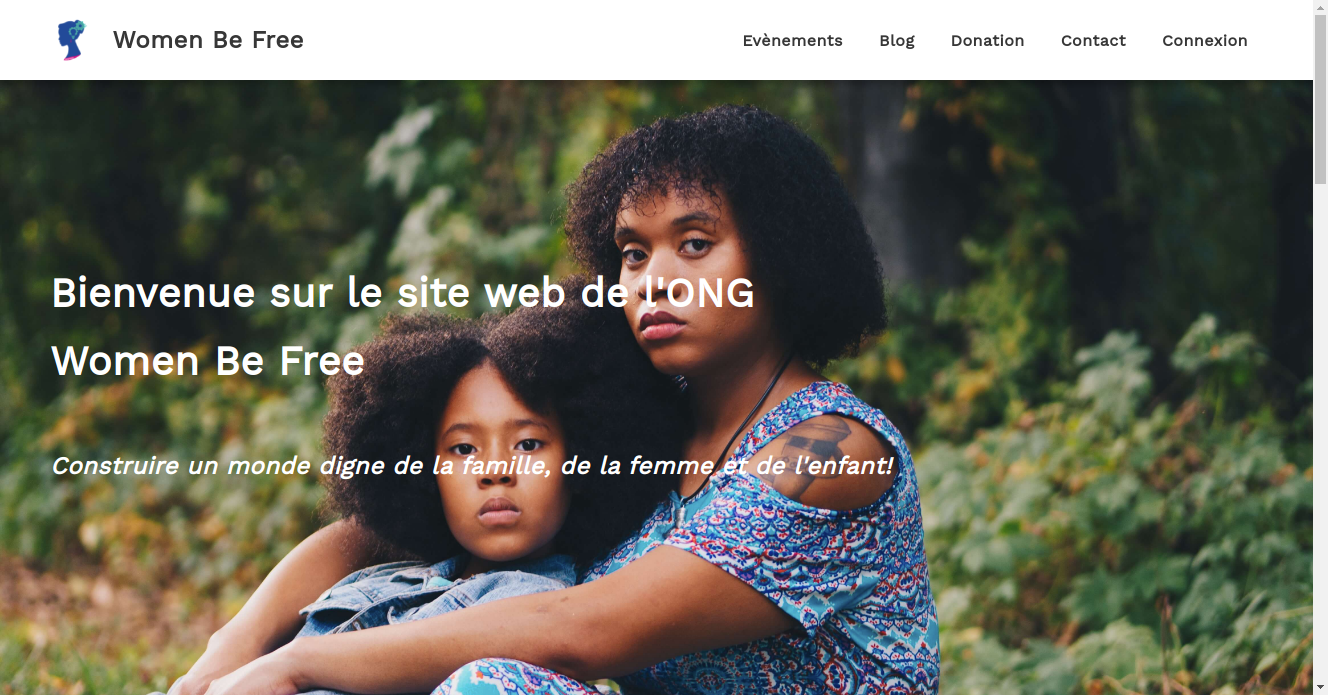 Women Be Free
Evènements
Blog
Donation
Contact
Connexion
Bienvenue sur le site web de l'ONG
Women Be Free
Construire un monde digne de la famille, de la femme et de l'enfant!